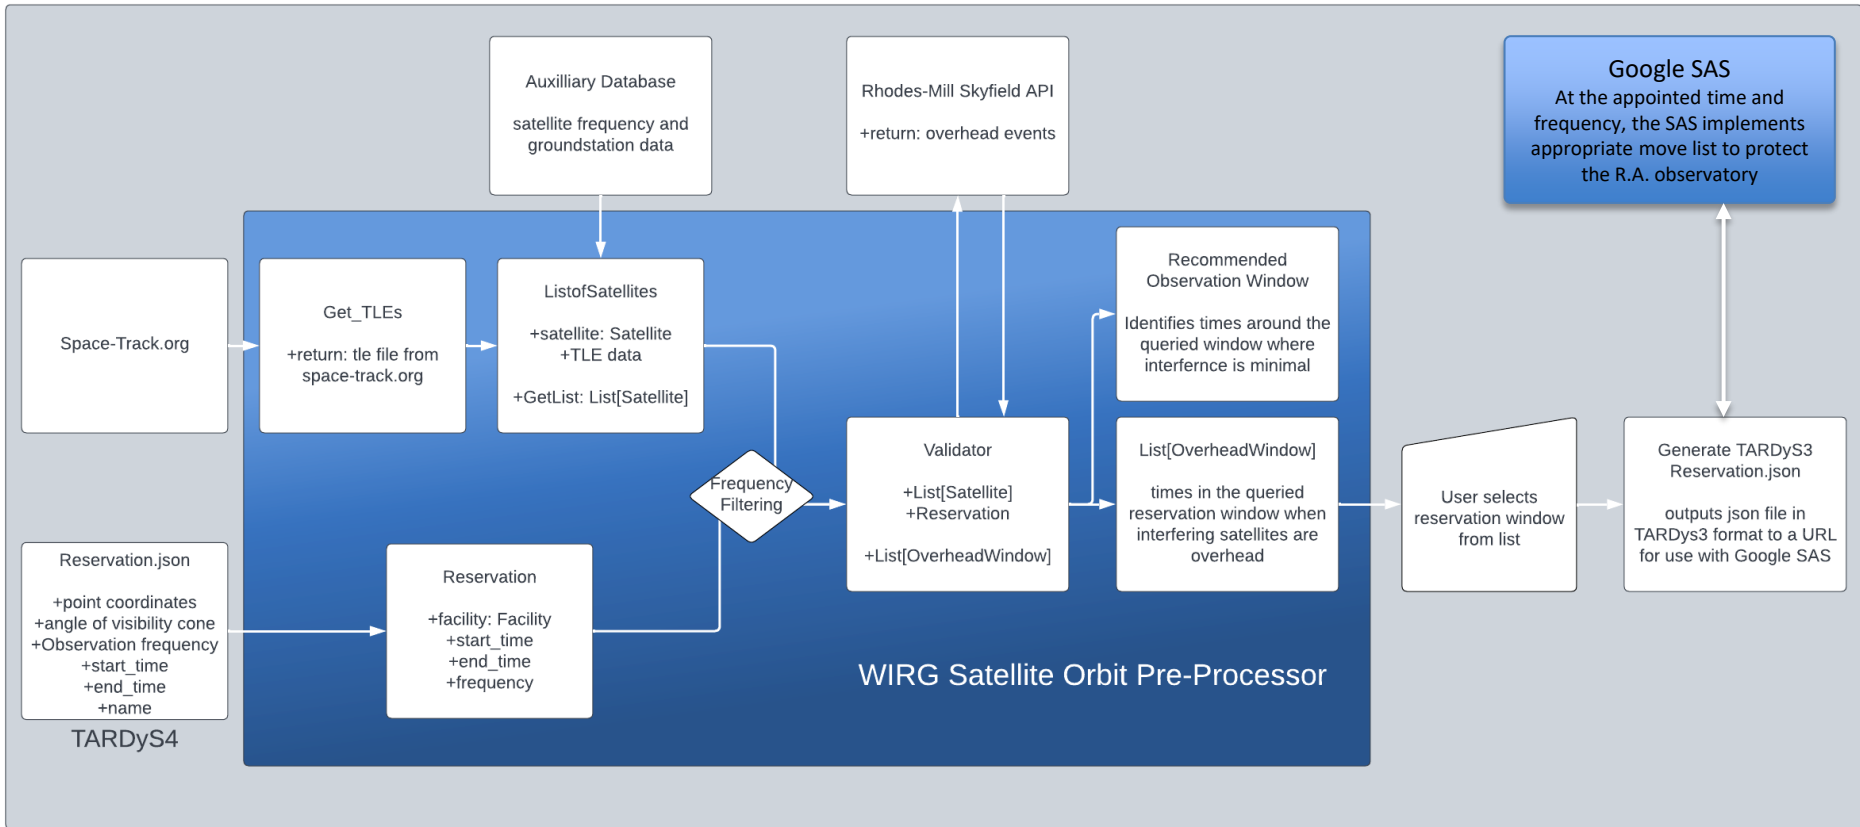 Auxilliary Database
satellite frequency and
groundstation data
Rhodes-Mill Skyfield API
+return: overhead events
Google SAS
At the appointed time and
frequency, the SAS implements
appropriate move list to protect
the R.A. observatory
Space-Track.org
Get_TLEs
+return: tle file from
space-track.org
ListofSatellites
+satellite: Satellite
+TLE data
+GetList: List[Satellite]
Recommended
Observation Window
Identifies times around the
queried window where
interfernce is minimal
Frequency
Filtering
Validator
+List[Satellite]
+Reservation
+List[OverheadWindow]
List[OverheadWindow]
times in the queried
reservation window when
interfering satellites are
overhead
User selects
reservation window
from list
Generate TARDyS3
Reservation.json
outputs json file in
TARDys3 format to a URL
for use with Google SAS
Reservation.json
+point coordinates
+angle of visibility cone
+Observation frequency
+start_time
+end_time
+name
TARDyS4
Reservation
+facility: Facility
+start_time
+end_time
+frequency
WIRG Satellite Orbit Pre-Processor